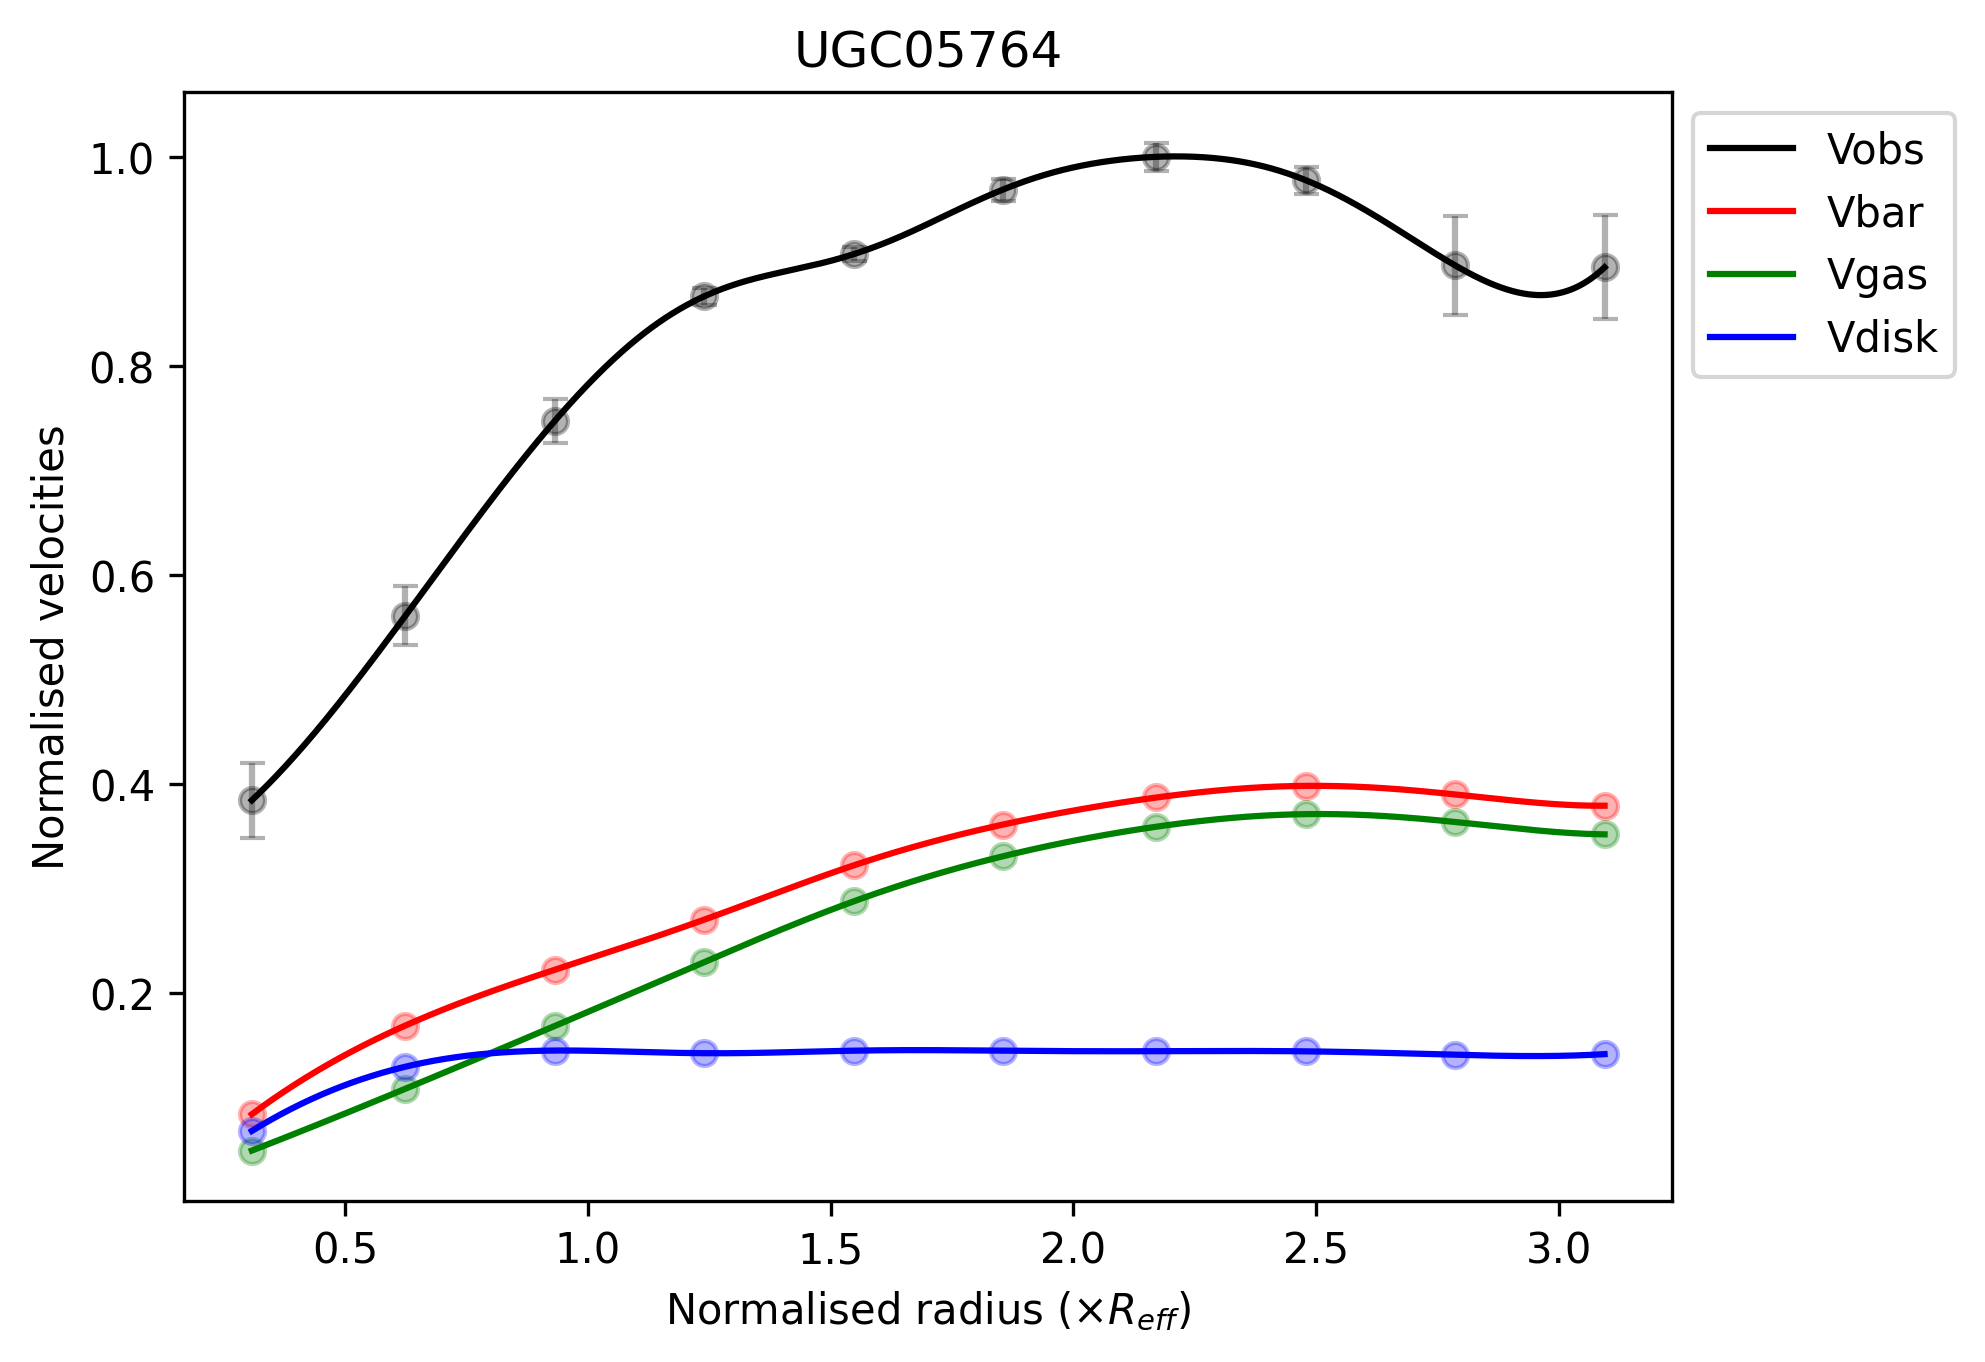 UGC05764
1.0
0.8
0.6
0.4
0.2
Normalised velocities
0.5 1.0 1.5 2.0 2.5 3.0
Normalised radius (×R_eff)
Vobs
Vbar
Vgas
Vdisk